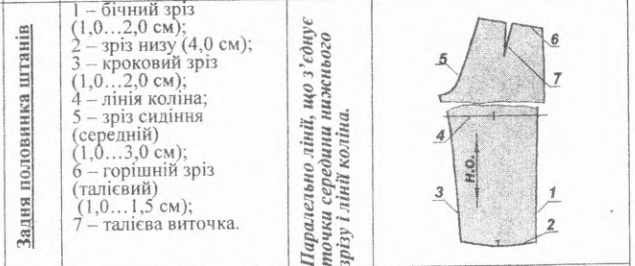 Задня половинка штанів
1 – бічний зріз
(1,0...2,0 см);
2 – зріз низу (4,0 см);
3 – кроковий зріз
(1,0...2,0 см);
4 – лінія коліна;
5 – зріз сидіння
(середній)
(1,0...3,0 см);
6 – горішній зріз
(талієвий)
(1,0...1,5 см);
7 – талієва виточка.
Паралельно лінії, що з'єднує
точки середини нижнього
зрізу і лінії коліна.
6
5
7
4
Н.О.
3
1
2